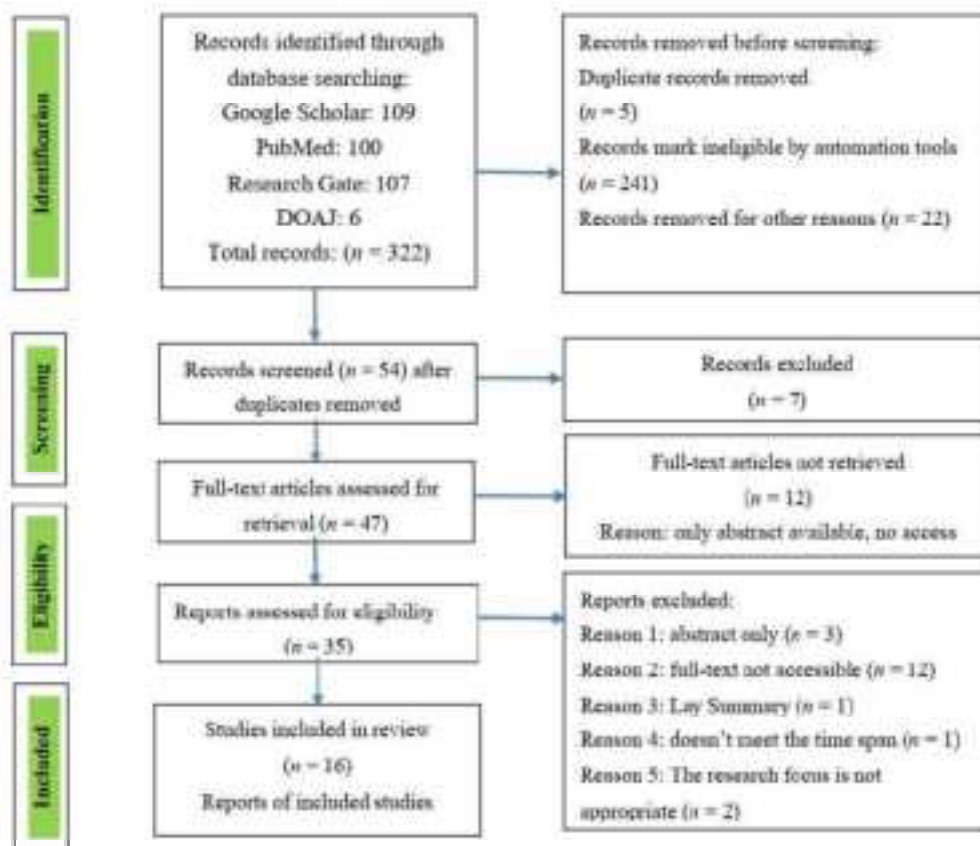 Identification
Records identified through
database searching:
Google Scholar: 109
PubMed: 100
Research Gate: 107
DOAJ: 6
Total records: (n = 322)
Records removed before screening:
Duplicate records removed
(n = 5)
Records mark ineligible by automation tools
(n = 241)
Records removed for other reasons (n = 22)
Screening
Records screened (n = 54) after
duplicates removed
Records excluded
(n = 7)
Full-text articles assessed for
retrieval (n = 47)
Full-text articles not retrieved
(n = 12)
Reason: only abstract available, no access
Eligibility
Reports assessed for eligibility
(n = 35)
Reports excluded:
Reason 1: abstract only (n = 3)
Reason 2: full-text not accessible (n = 12)
Reason 3: Lay Summary (n = 1)
Reason 4: doesn't meet the time span (n = 1)
Reason 5: The research focus is not
appropriate (n = 2)
Included
Studies included in review
(n = 16)
Reports of included studies